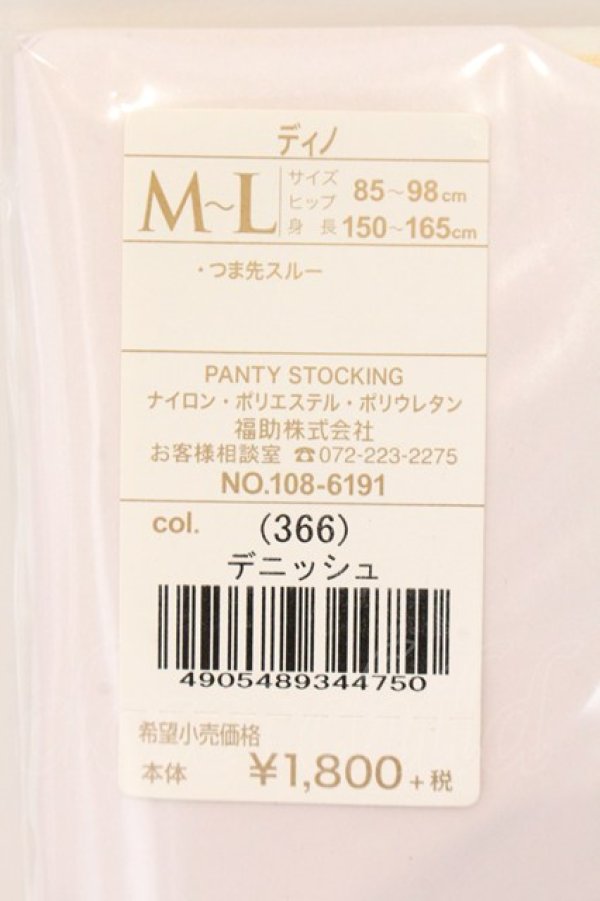 ディノ
M~L
サイズ
ヒップ 85~98cm
身長 150~165cm
・つま先スルー
PANTY STOCKING
ナイロン・ポリエステル・ポリウレタン
福助株式会社
お客様相談室 ☎072-223-2275
NO.108-6191
col. (366)
デニッシュ
4905489344750
希望小売価格
本体 ¥1,800+税